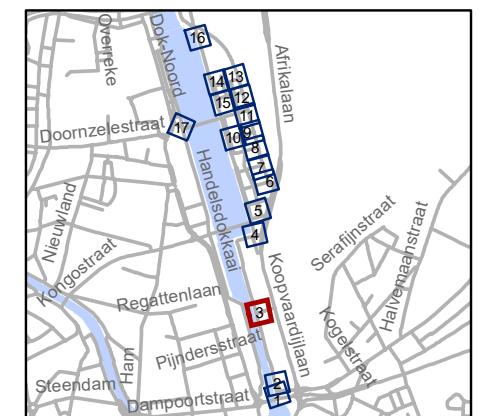 Overreke
Dok-Noord
16
Afrikalaan
14
13
15
12
11
Doornzelestraat
17
10
9
8
7
6
Handelsdokkaai
Nieuwland
5
4
Serafijnstraat
Halvemaanstraat
Kongostraat
Koopvaardijlaan
Regattenlaan
3
Kogelstraat
Pijndersstraat
Ham
Steendam
2
1
Dampoortstraat